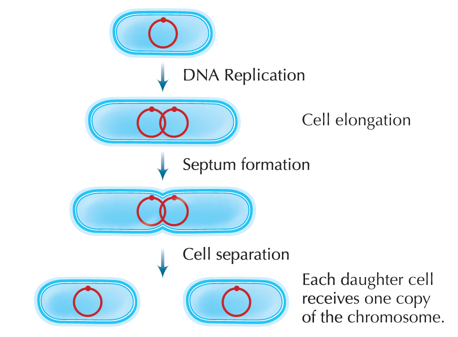 DNA Replication
Cell elongation
Septum formation
Cell separation
Each daughter cell
receives one copy
of the chromosome.